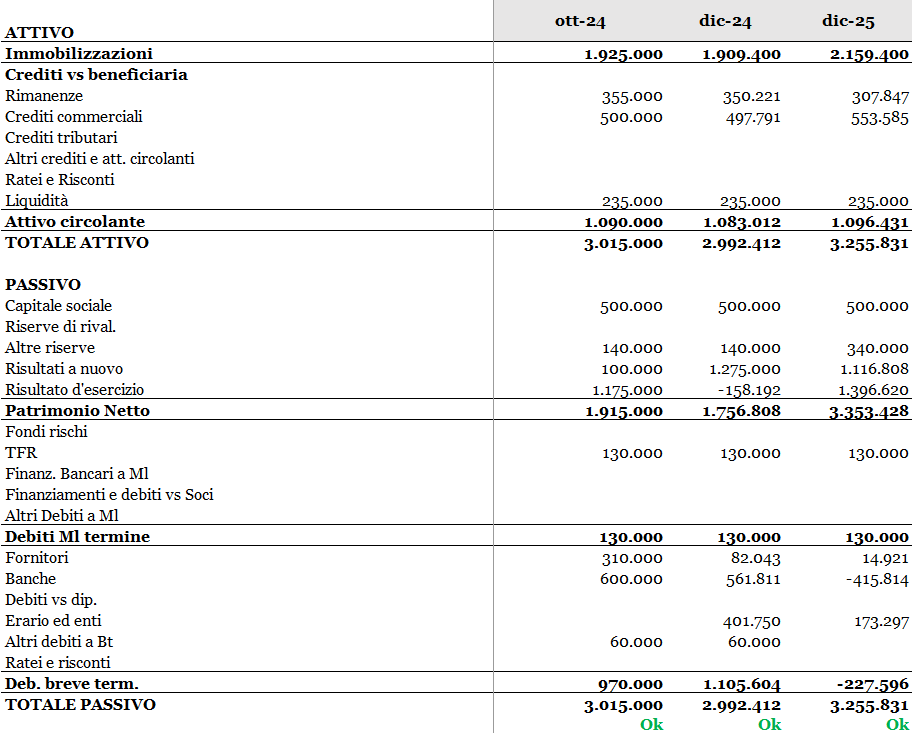 ATTIVO ott-24 dic-24 dic-25
Immobilizzazioni 1.925.000 1.909.400 2.159.400
Crediti vs beneficiaria
Rimanenze 355.000 350.221 307.847
Crediti commerciali 500.000 497.791 553.585
Crediti tributari
Altri crediti e att. circolanti
Ratei e Risconti
Liquidità 235.000 235.000 235.000
Attivo circolante 1.090.000 1.083.012 1.096.431
TOTALE ATTIVO 3.015.000 2.992.412 3.255.831
PASSIVO
Capitale sociale 500.000 500.000 500.000
Riserve di rival.
Altre riserve 140.000 140.000 340.000
Risultati a nuovo 100.000 1.275.000 1.116.808
Risultato d'esercizio 1.175.000 -158.192 1.396.620
Patrimonio Netto 1.915.000 1.756.808 3.353.428
Fondi rischi
TFR 130.000 130.000 130.000
Finanz. Bancari a Ml
Finanziamenti e debiti vs Soci
Altri Debiti a Ml
Debiti Ml termine 130.000 130.000 130.000
Fornitori 310.000 82.043 14.921
Banche 600.000 561.811 -415.814
Debiti vs dip.
Erario ed enti 401.750 173.297
Altri debiti a Bt 60.000 60.000
Ratei e risconti
Deb. breve term. 970.000 1.105.604 -227.596
TOTALE PASSIVO 3.015.000 2.992.412 3.255.831
Ok Ok Ok